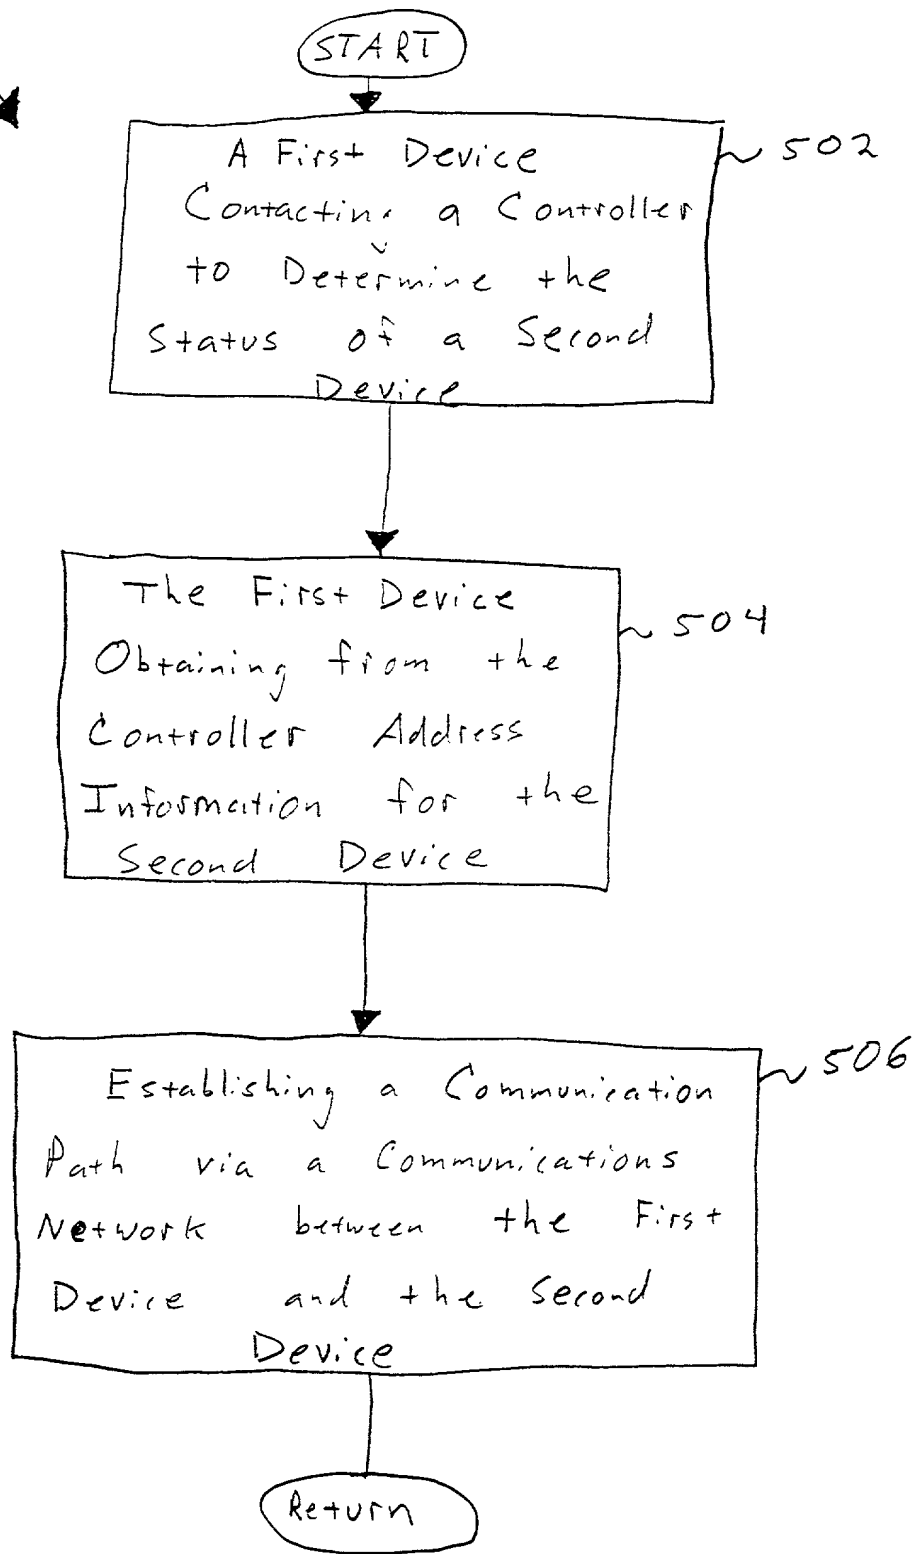 START
A First Device
Contacting a Controller
to Determine the
Status of a Second
Device
502
The First Device
Obtaining from the
Controller Address
Information for the
Second Device
504
Establishing a Communication
Path via a Communications
Network between the First
Device and the Second
Device
506
Return